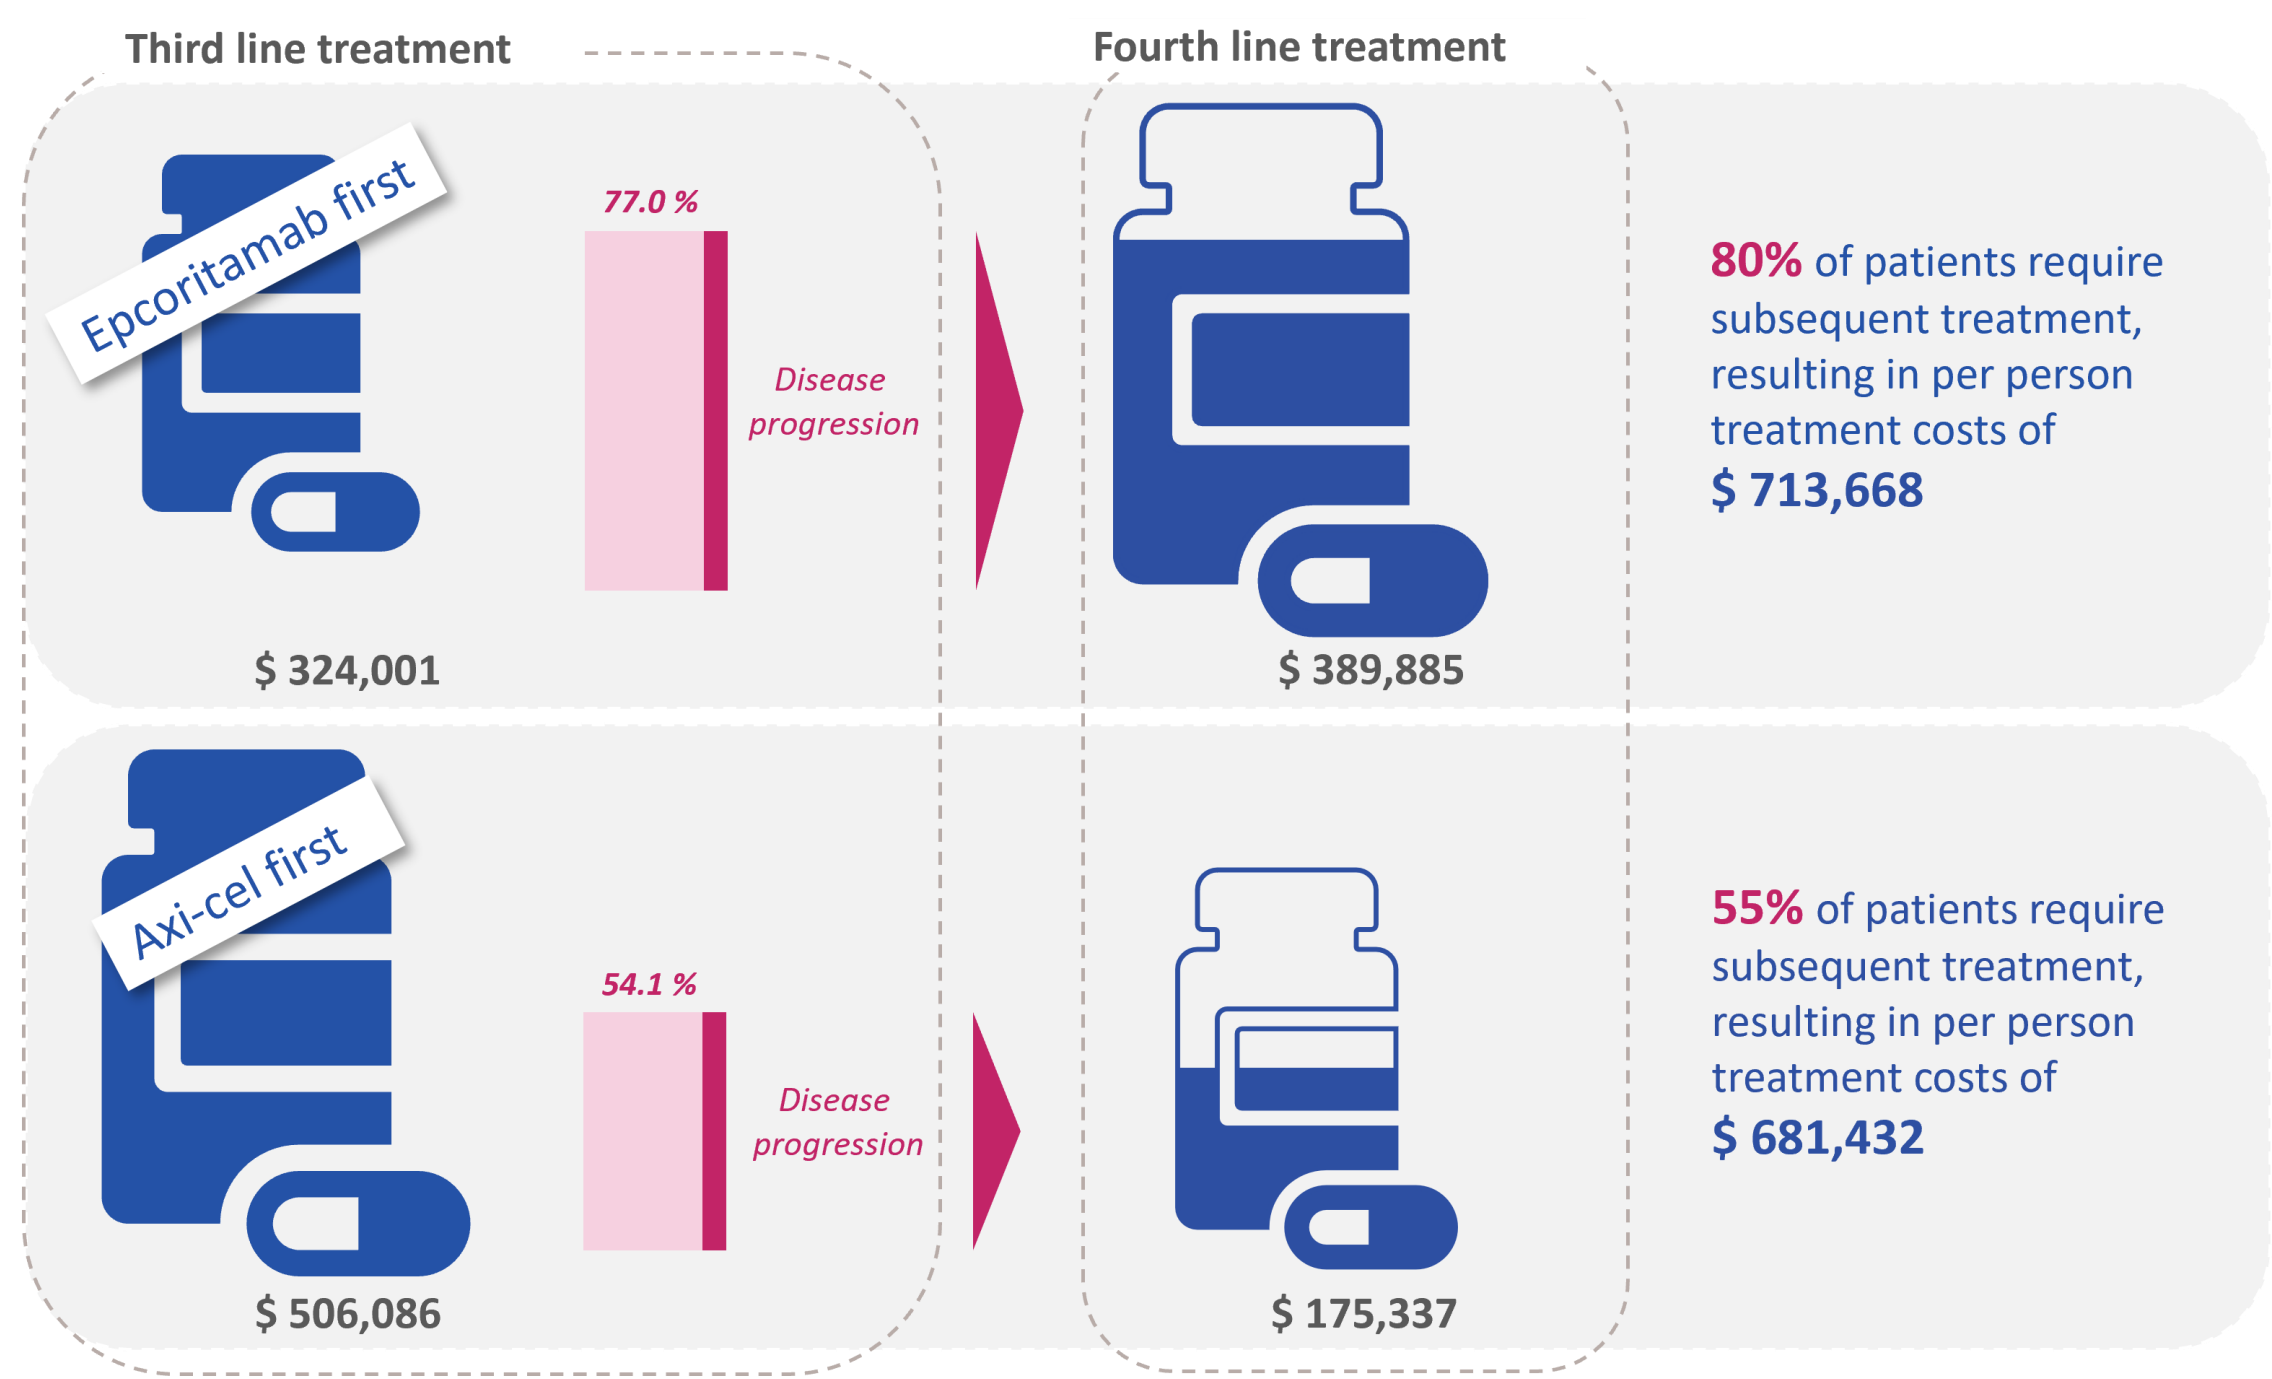 Third line treatment
Fourth line treatment
Epcoritamab first
77.0 %
Disease
progression
$ 324,001
$ 389,885
80% of patients require
subsequent treatment,
resulting in per person
treatment costs of
$ 713,668
Axi-cel first
54.1 %
Disease
progression
$ 506,086
$ 175,337
55% of patients require
subsequent treatment,
resulting in per person
treatment costs of
$ 681,432